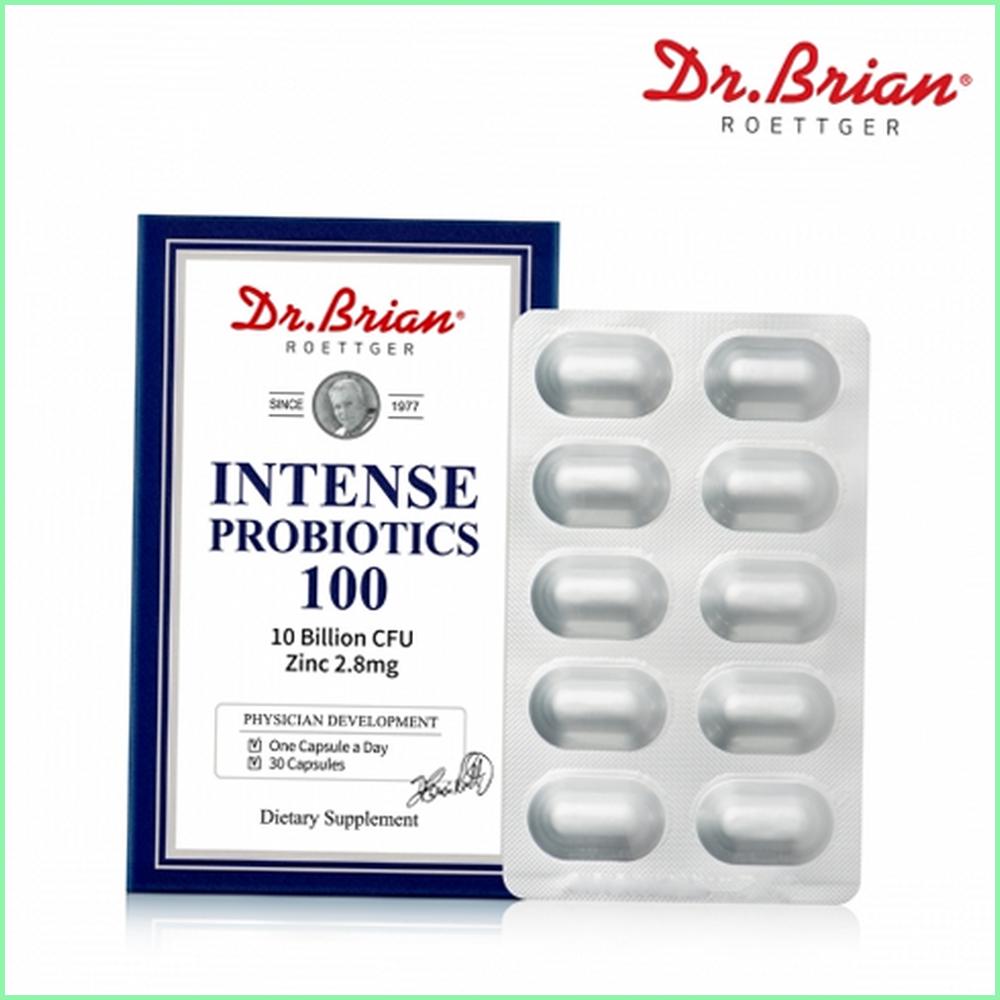 Dr.Brian®
ROETTGER
Dr.Brian®
ROETTGER
SINCE 1977
INTENSE
PROBIOTICS
100
10 Billion CFU
Zinc 2.8mg
PHYSICIAN DEVELOPMENT
One Capsule a Day
30 Capsules
Dietary Supplement